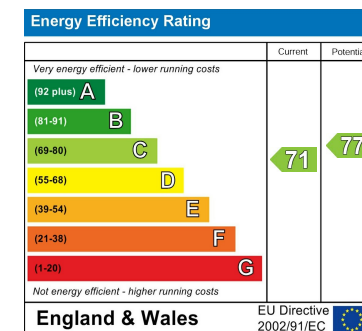 Energy Efficiency Rating
Current Potentia
Very energy efficient - lower running costs
(92 plus) A
(81-91) B
(69-80) C
(55-68) D
(39-54) E
(21-38) F
(1-20) G
71 77
Not energy efficient - higher running costs
England & Wales
EU Directive
2002/91/EC